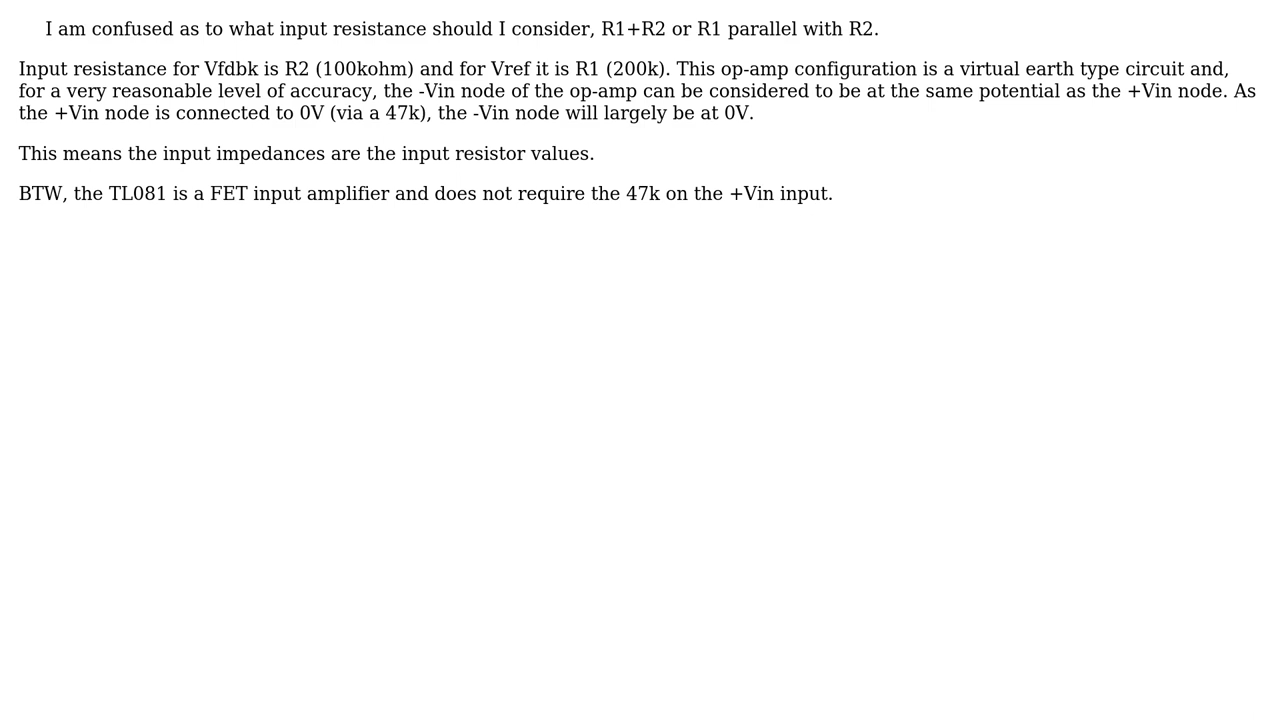 I am confused as to what input resistance should I consider, R1+R2 or R1 parallel with R2.
Input resistance for Vfdbk is R2 (100kohm) and for Vref it is R1 (200k). This op-amp configuration is a virtual earth type circuit and,
for a very reasonable level of accuracy, the -Vin node of the op-amp can be considered to be at the same potential as the +Vin node. As
the +Vin node is connected to 0V (via a 47k), the -Vin node will largely be at 0V.
This means the input impedances are the input resistor values.
BTW, the TL081 is a FET input amplifier and does not require the 47k on the +Vin input.